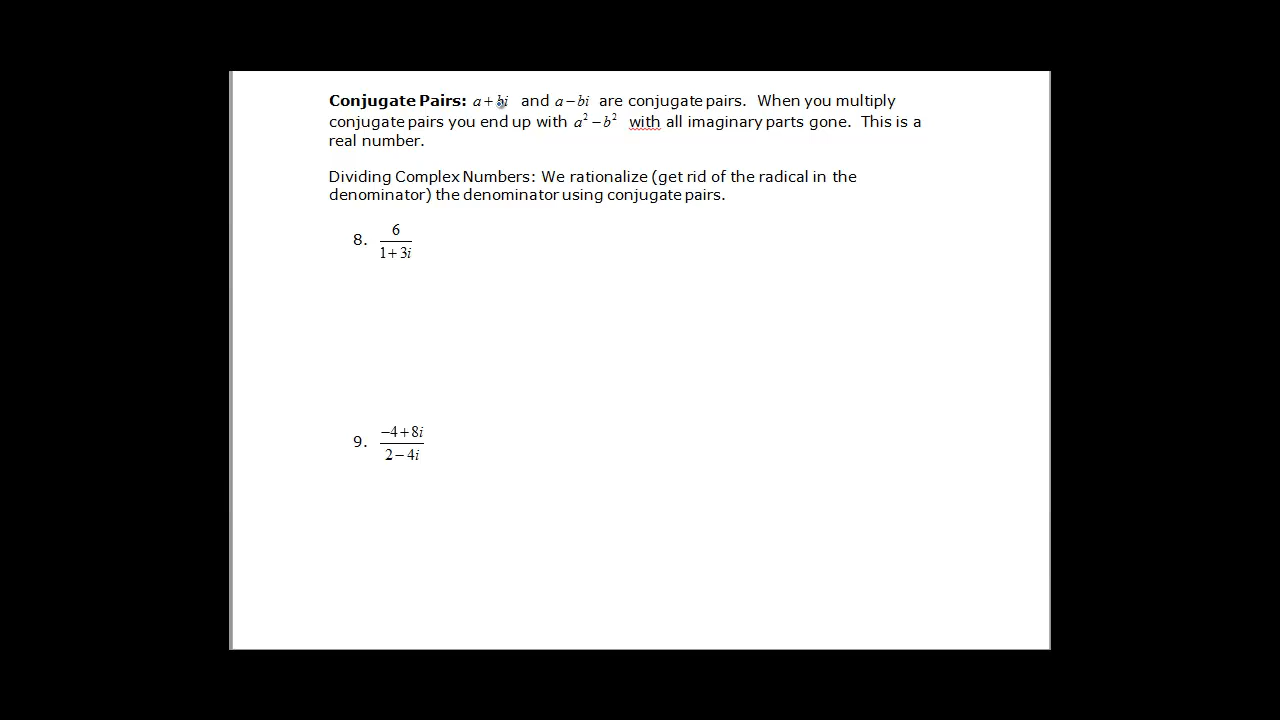 Conjugate Pairs: a + bi and a − bi are conjugate pairs. When you multiply
conjugate pairs you end up with a² − b² with all imaginary parts gone. This is a
real number.
Dividing Complex Numbers: We rationalize (get rid of the radical in the
denominator) the denominator using conjugate pairs.
8. 6
1 + 3i
9. −4 + 8i
2 − 4i